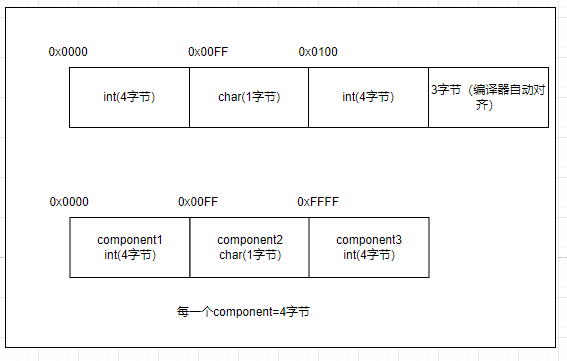 0x0000 0x00FF 0x0100
int(4字节) char(1字节) int(4字节) 3字节（编译器自动对
齐）
0x0000 0x00FF 0xFFFF
component1 component2 component3
int(4字节) char(1字节) int(4字节)
每一个component=4字节